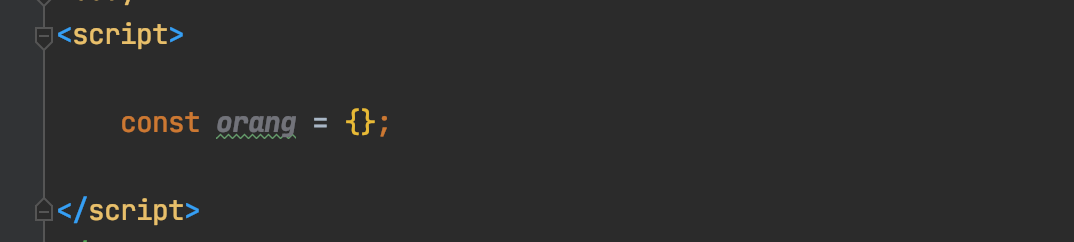 <script>
const orang = {};
</script>